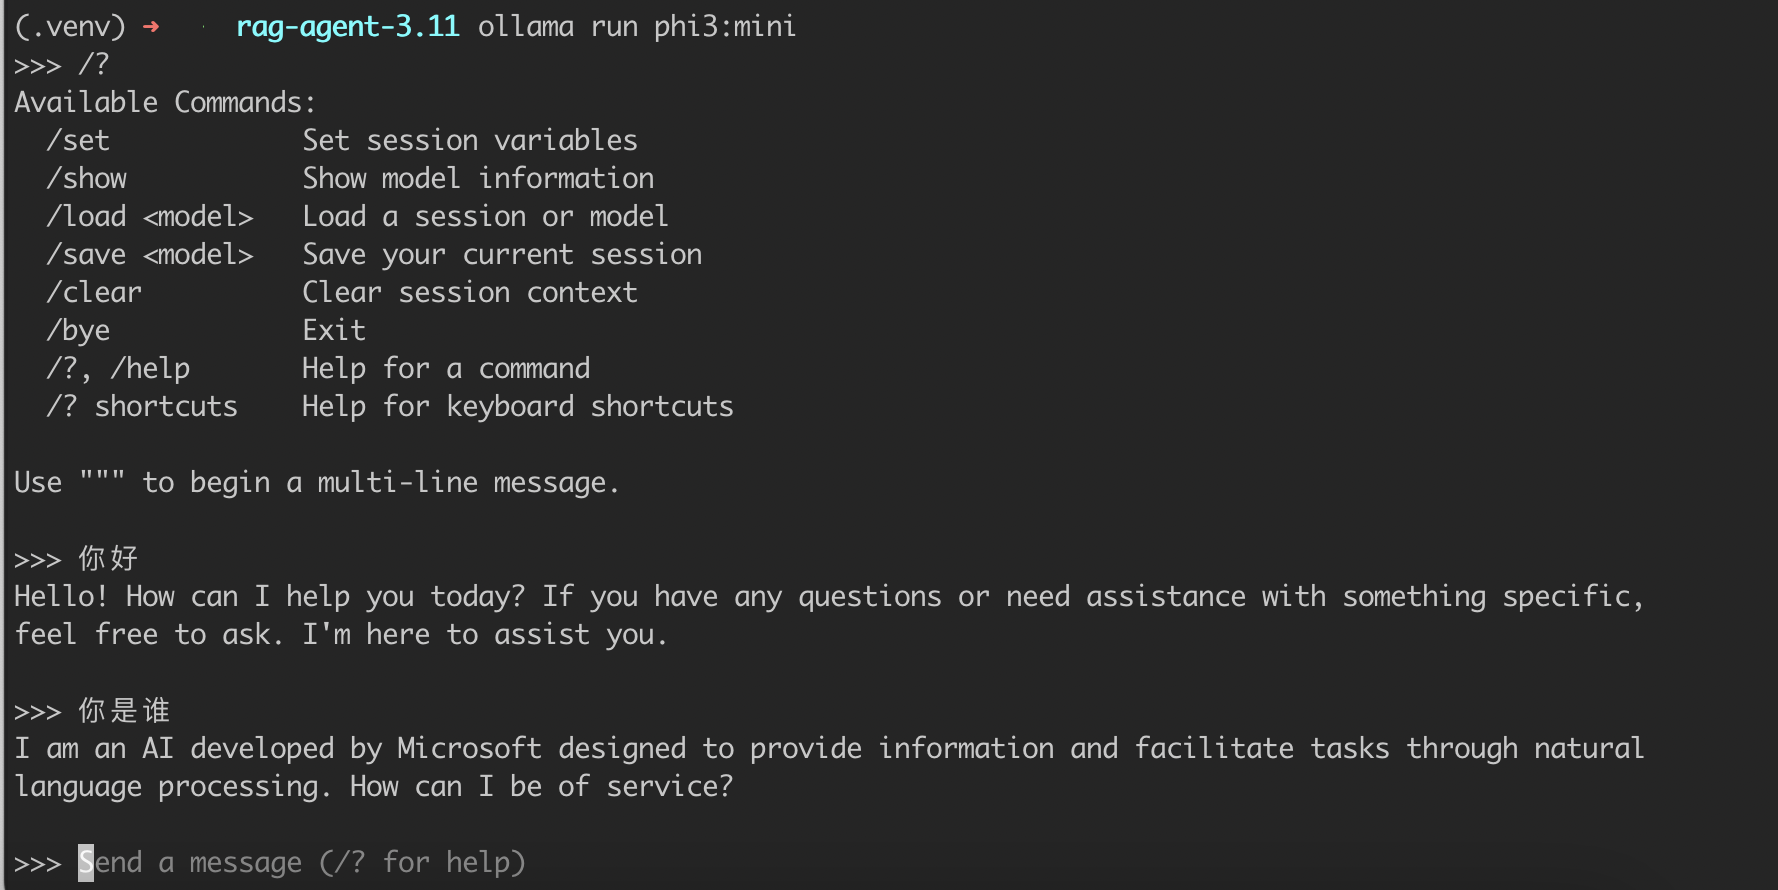 (.venv) ➜ rag-agent-3.11 ollama run phi3:mini
>>> /?
Available Commands:
  /set            Set session variables
  /show           Show model information
  /load <model>   Load a session or model
  /save <model>   Save your current session
  /clear          Clear session context
  /bye            Exit
  /?, /help       Help for a command
  /? shortcuts    Help for keyboard shortcuts

Use """ to begin a multi-line message.

>>> 你好
Hello! How can I help you today? If you have any questions or need assistance with something specific,
feel free to ask. I'm here to assist you.

>>> 你是谁
I am an AI developed by Microsoft designed to provide information and facilitate tasks through natural
language processing. How can I be of service?

>>> Send a message (/? for help)